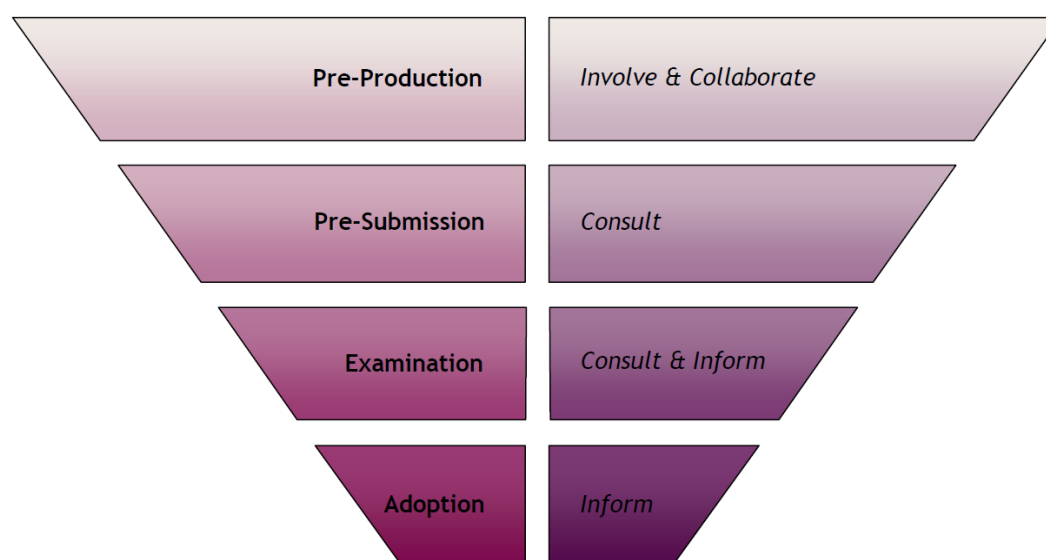 Pre-Production
Involve & Collaborate
Pre-Submission
Consult
Examination
Consult & Inform
Adoption
Inform